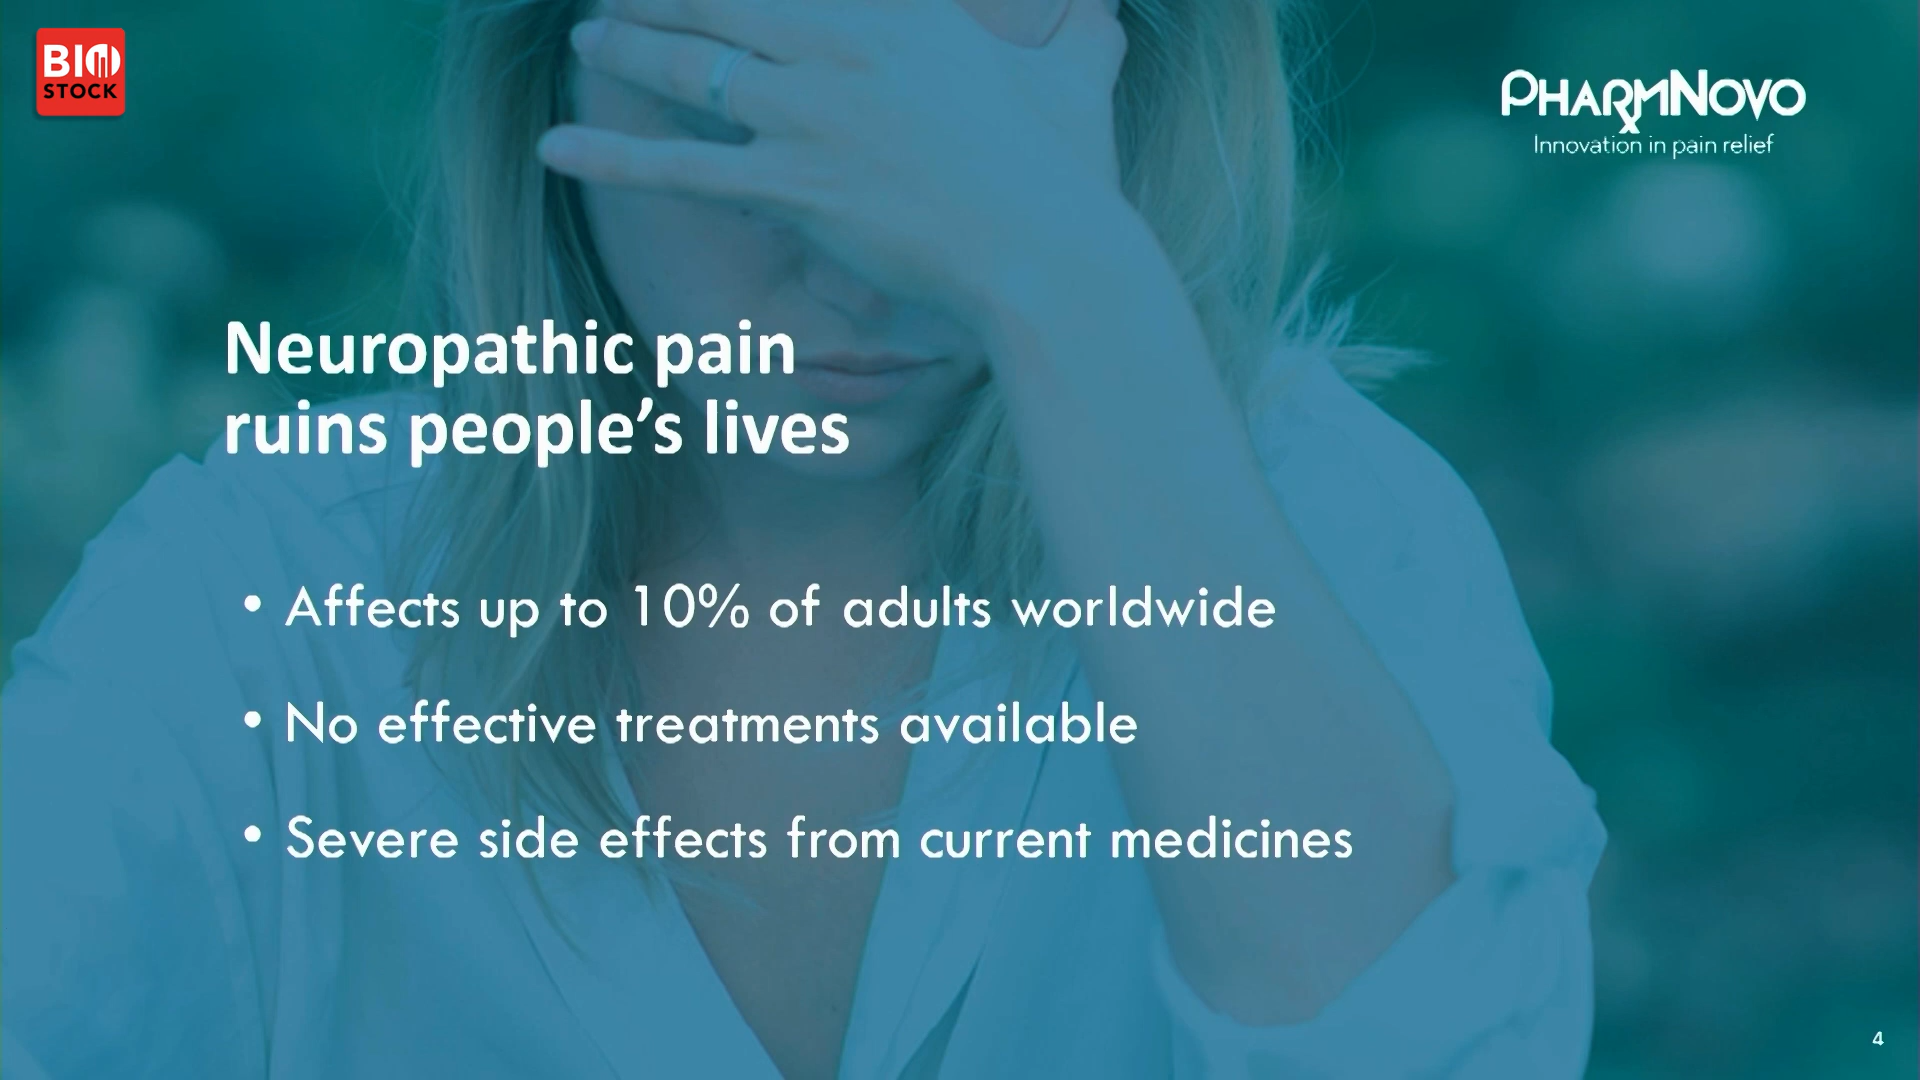 BIO
STOCK
PHARMNOVO
Innovation in pain relief
Neuropathic pain
ruins people’s lives
• Affects up to 10% of adults worldwide
• No effective treatments available
• Severe side effects from current medicines
4